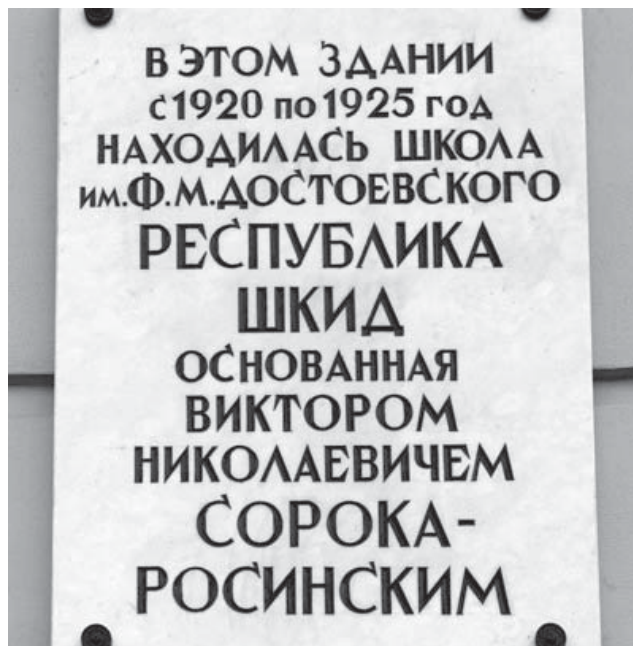 В ЭТОМ ЗДАНИИ
с 1920 по 1925 год
НАХОДИЛАСЬ ШКОЛА
им.Ф.М.ДОСТОЕВСКОГО
РЕСПУБЛИКА
ШКИД
ОСНОВАННАЯ
ВИКТОРОМ
НИКОЛАЕВИЧЕМ
СОРОКА-
РОСИНСКИМ